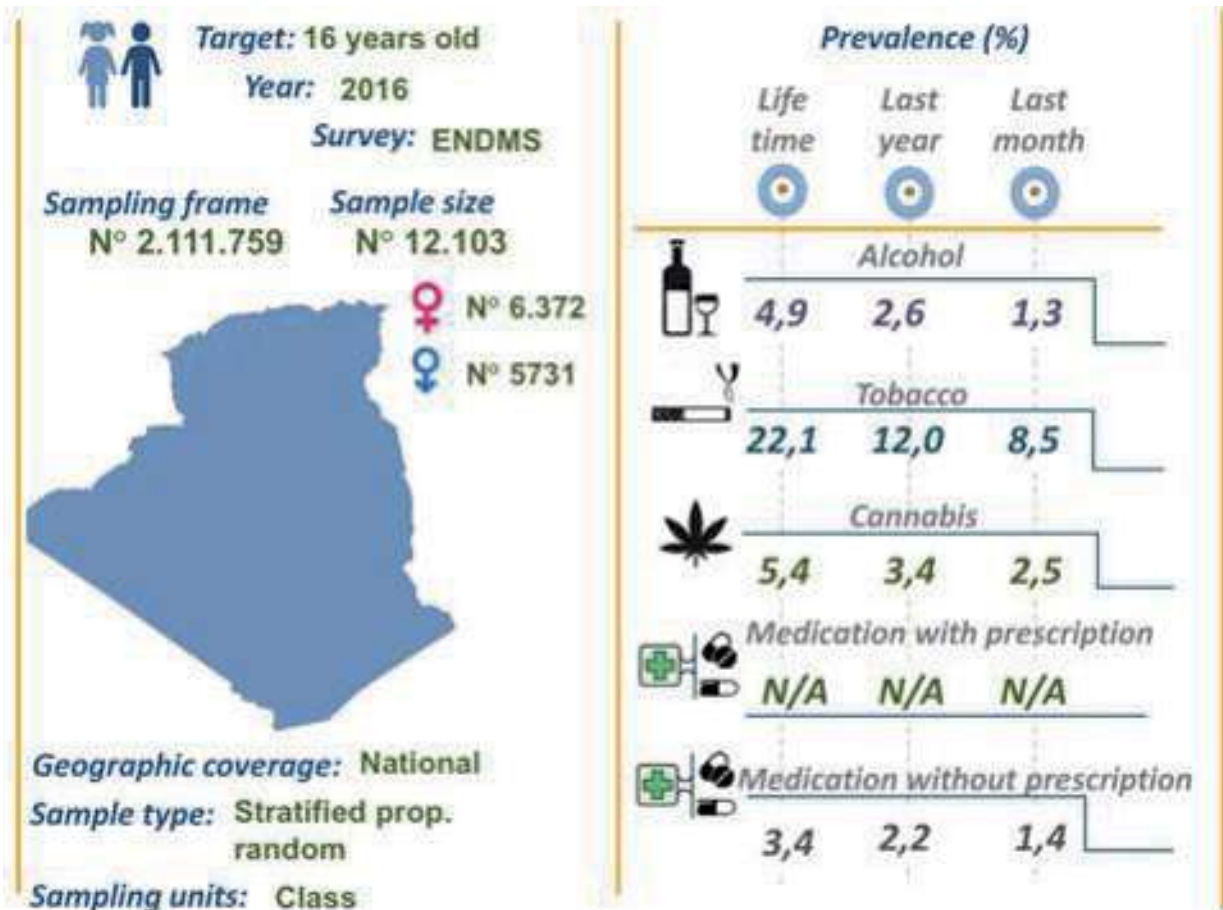 Target: 16 years old
Year: 2016
Survey: ENDMS
Sampling frame Sample size
N° 2.111.759 N° 12.103
N° 6.372
N° 5731
Geographic coverage: National
Sample type: Stratified prop.
random
Sampling units: Class
Prevalence (%)
Life Last Last
time year month
Alcohol
4,9 2,6 1,3
Tobacco
22,1 12,0 8,5
Cannabis
5,4 3,4 2,5
Medication with prescription
N/A N/A N/A
Medication without prescription
3,4 2,2 1,4